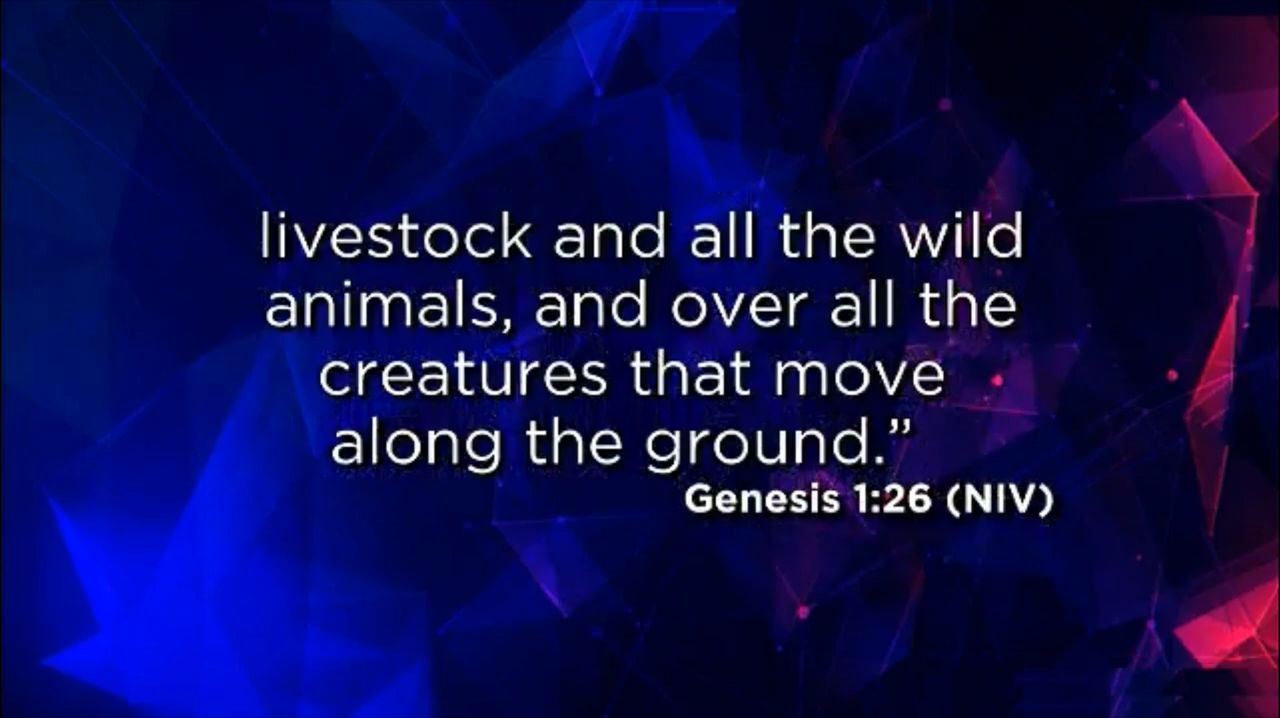 livestock and all the wild
animals, and over all the
creatures that move
along the ground.”
Genesis 1:26 (NIV)